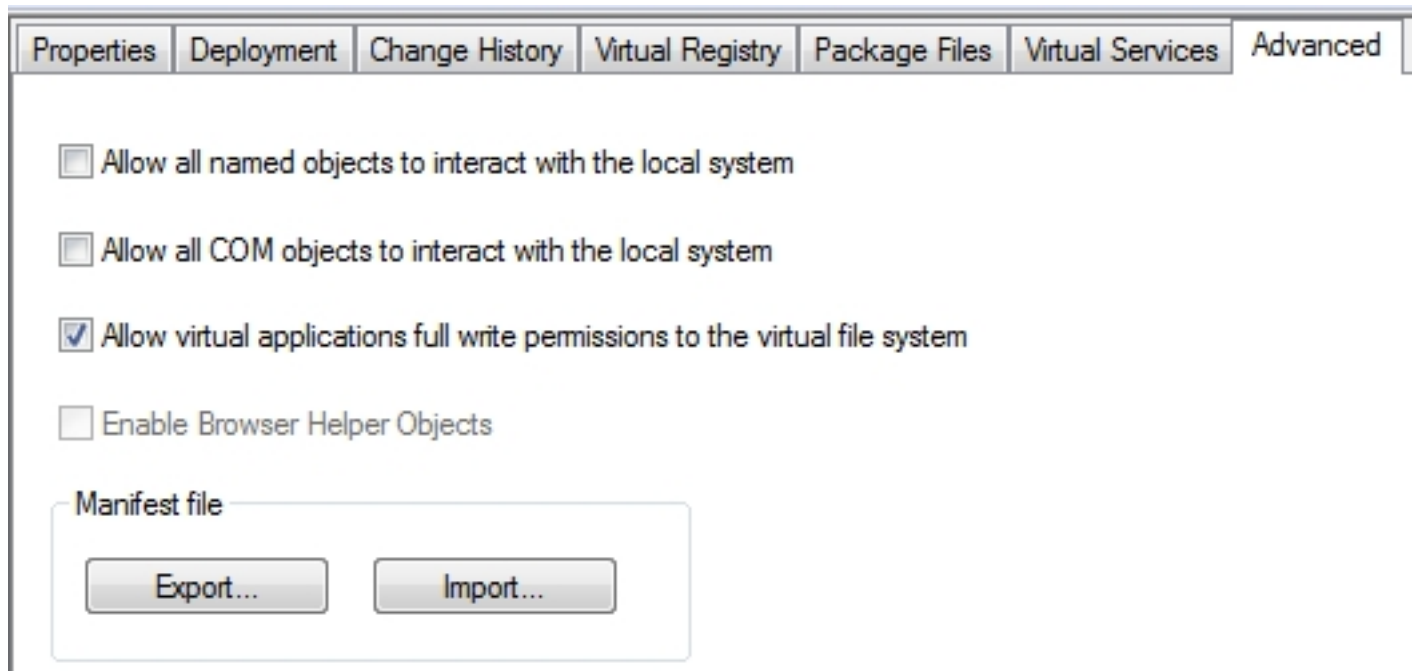 Properties Deployment Change History Virtual Registry Package Files Virtual Services Advanced
Allow all named objects to interact with the local system
Allow all COM objects to interact with the local system
Allow virtual applications full write permissions to the virtual file system
Enable Browser Helper Objects
Manifest file
Export... Import...